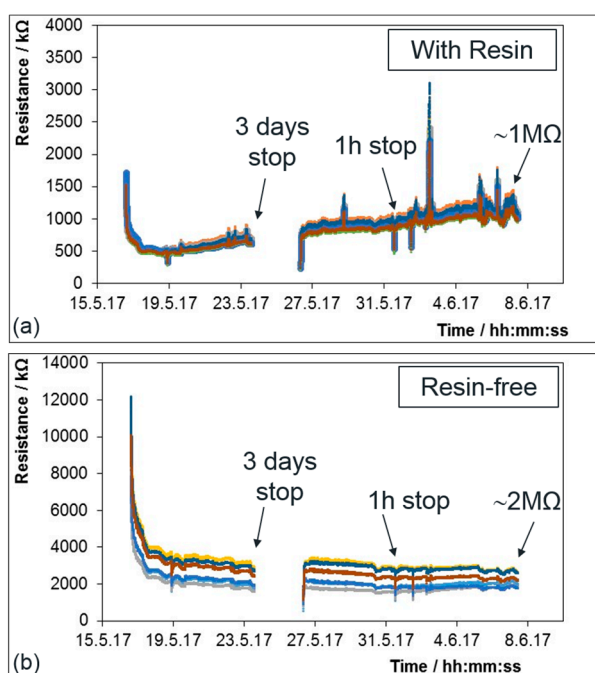 Resistance / kΩ
4000
3500
3000
2500
2000
1500
1000
500
0
With Resin
3 days
stop
1h stop
~1MΩ
15.5.17 19.5.17 23.5.17 27.5.17 31.5.17 4.6.17 8.6.17
(a)
Time / hh:mm:ss
Resistance / kΩ
14000
12000
10000
8000
6000
4000
2000
0
Resin-free
3 days
stop
1h stop
~2MΩ
15.5.17 19.5.17 23.5.17 27.5.17 31.5.17 4.6.17 8.6.17
(b)
Time / hh:mm:ss